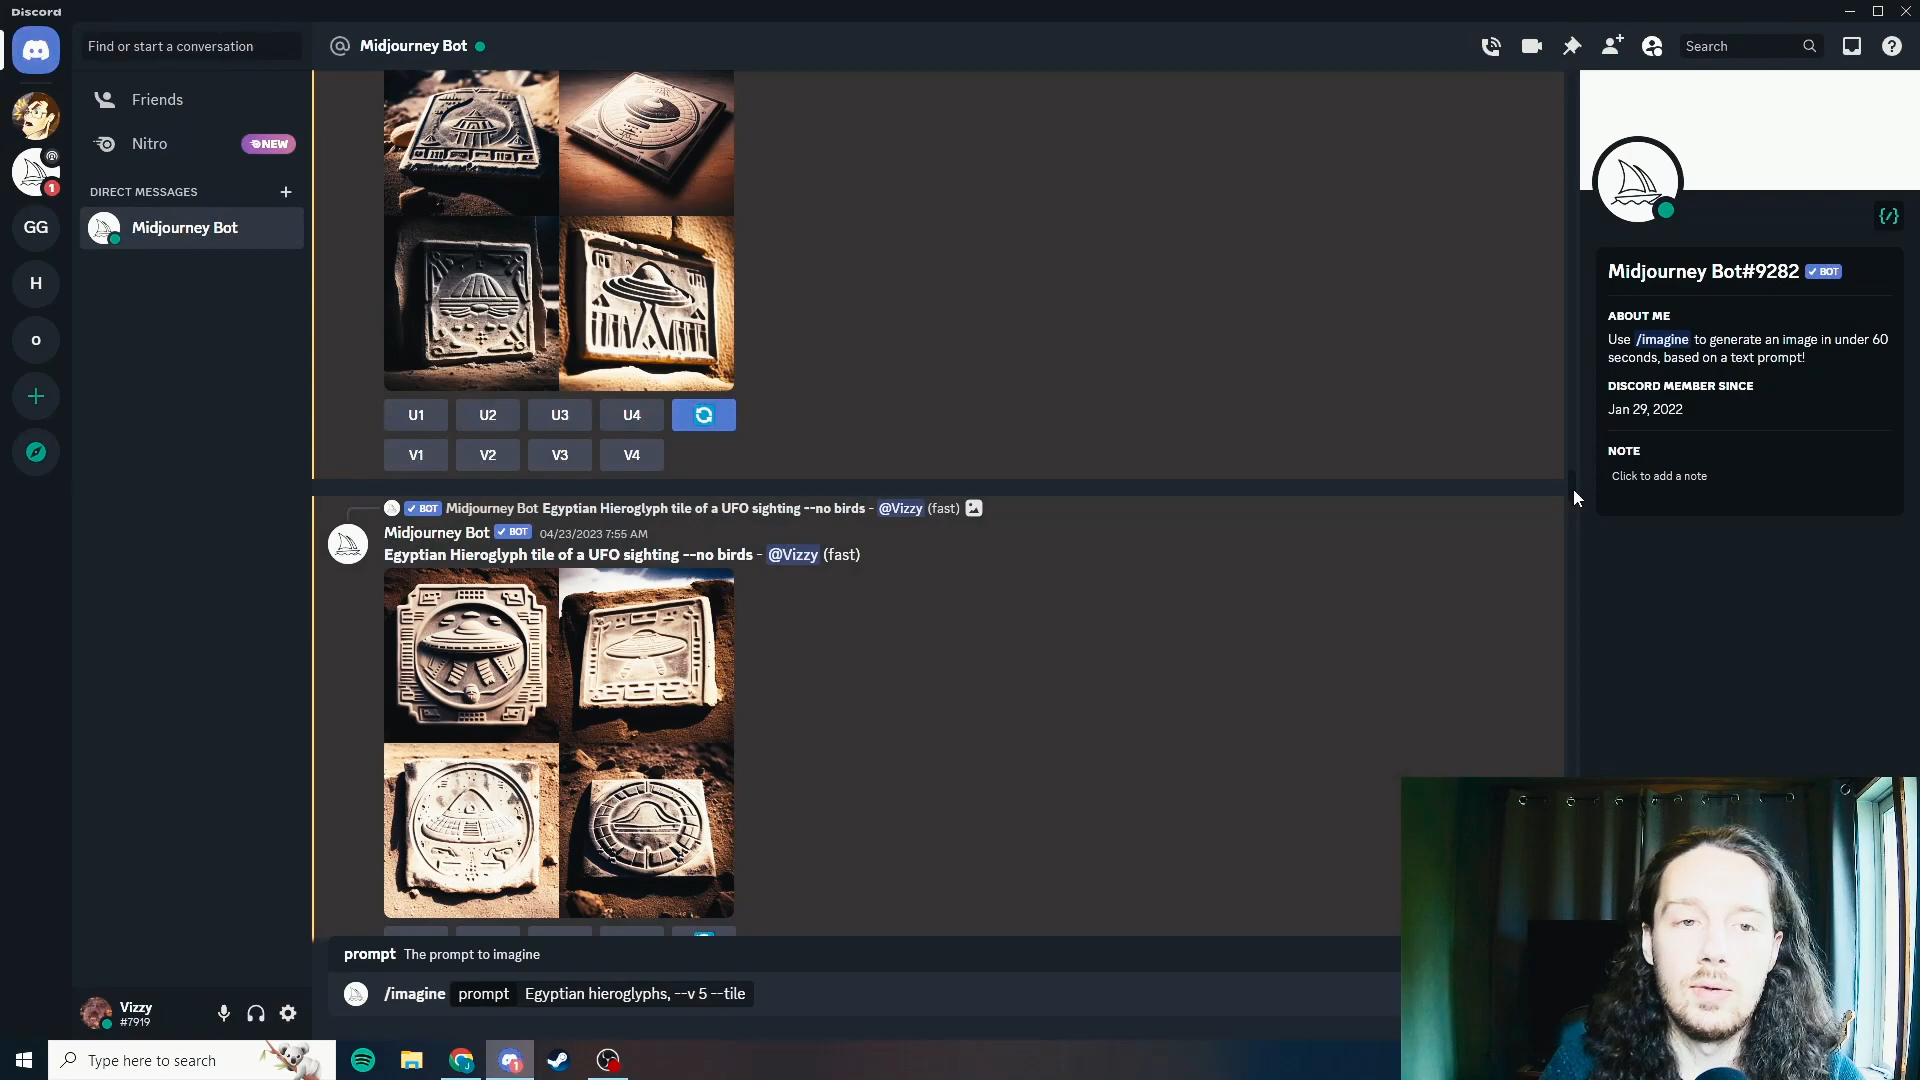 Discord
Find or start a conversation
Midjourney Bot
Search
Friends
Nitro
NEW
DIRECT MESSAGES
Midjourney Bot
1
GG
H
o
U1 U2 U3 U4
V1 V2 V3 V4
BOT Midjourney Bot Egyptian Hieroglyph tile of a UFO sighting --no birds - @Vizzy (fast)
Midjourney Bot BOT 04/23/2023 7:55 AM
Egyptian Hieroglyph tile of a UFO sighting --no birds - @Vizzy (fast)
Midjourney Bot#9282 BOT
ABOUT ME
Use /imagine to generate an image in under 60
seconds, based on a text prompt!
DISCORD MEMBER SINCE
Jan 29, 2022
NOTE
Click to add a note
prompt The prompt to imagine
/imagine prompt Egyptian hieroglyphs, --v 5 --tile
Vizzy
#7919
Type here to search
J
1